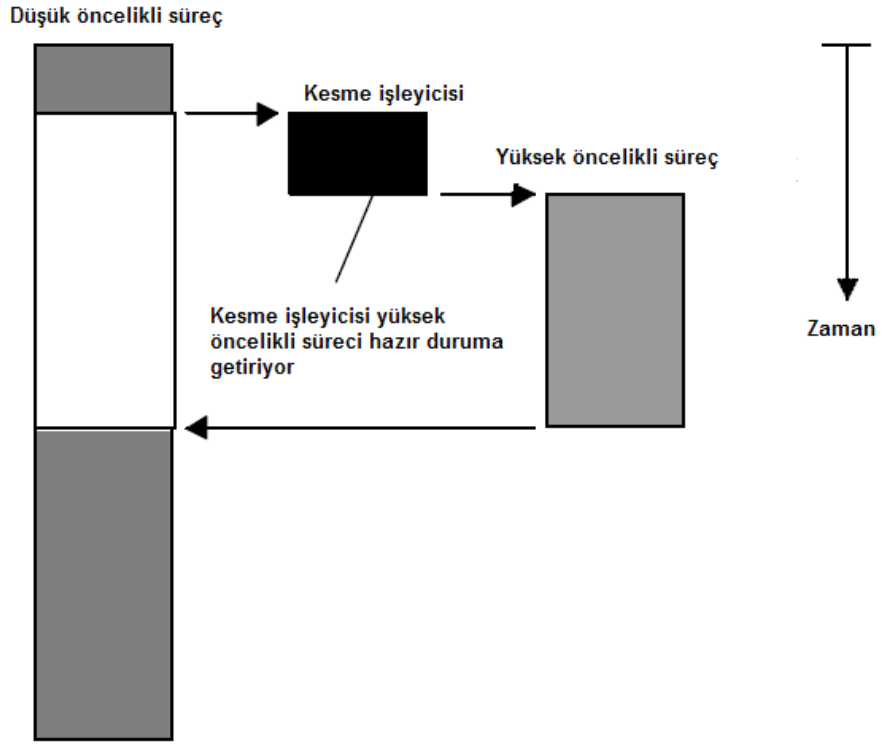 Düşük öncelikli süreç
Kesme işleyicisi
Yüksek öncelikli süreç
Kesme işleyicisi yüksek
öncelikli süreci hazır duruma
getiriyor
Zaman